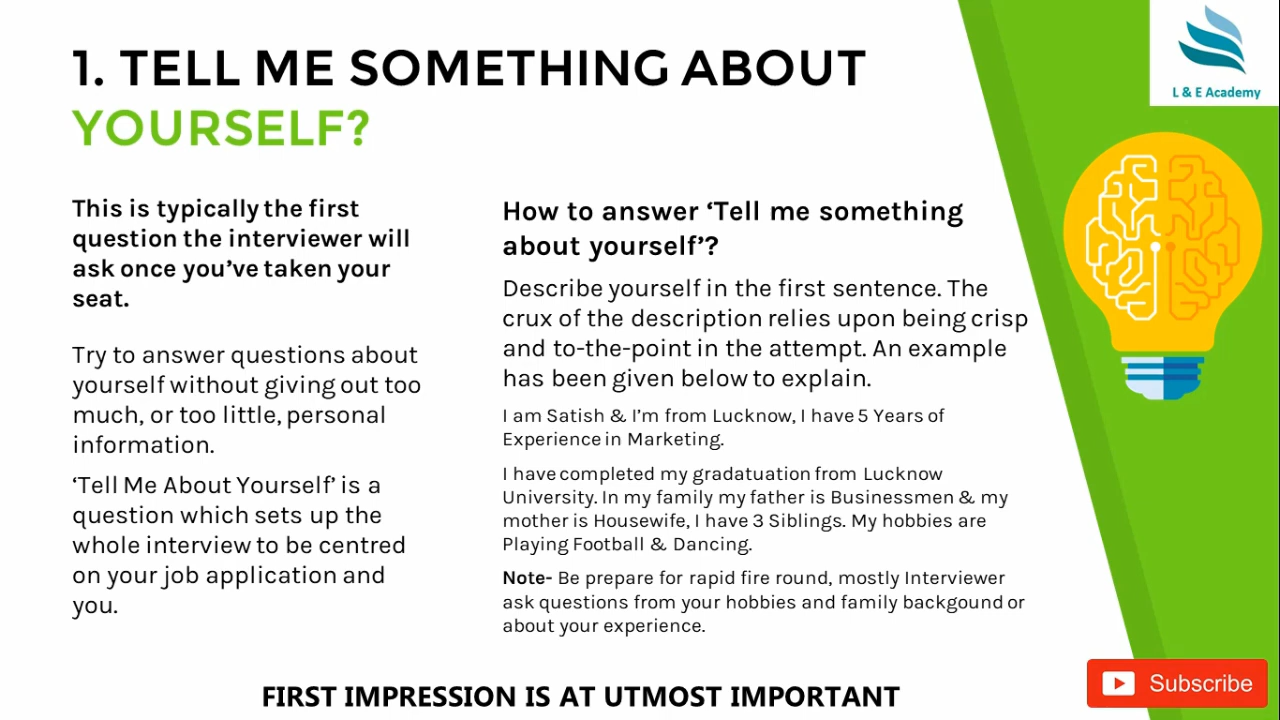 1. TELL ME SOMETHING ABOUT
YOURSELF?
L & E Academy
This is typically the first
question the interviewer will
ask once you’ve taken your
seat.
Try to answer questions about
yourself without giving out too
much, or too little, personal
information.
‘Tell Me About Yourself’ is a
question which sets up the
whole interview to be centred
on your job application and
you.
How to answer ‘Tell me something
about yourself’?
Describe yourself in the first sentence. The
crux of the description relies upon being crisp
and to-the-point in the attempt. An example
has been given below to explain.
I am Satish & I’m from Lucknow, I have 5 Years of
Experience in Marketing.
I have completed my gradatuation from Lucknow
University. In my family my father is Businessmen & my
mother is Housewife, I have 3 Siblings. My hobbies are
Playing Football & Dancing.
Note- Be prepare for rapid fire round, mostly Interviewer
ask questions from your hobbies and family backgound or
about your experience.
FIRST IMPRESSION IS AT UTMOST IMPORTANT
Subscribe